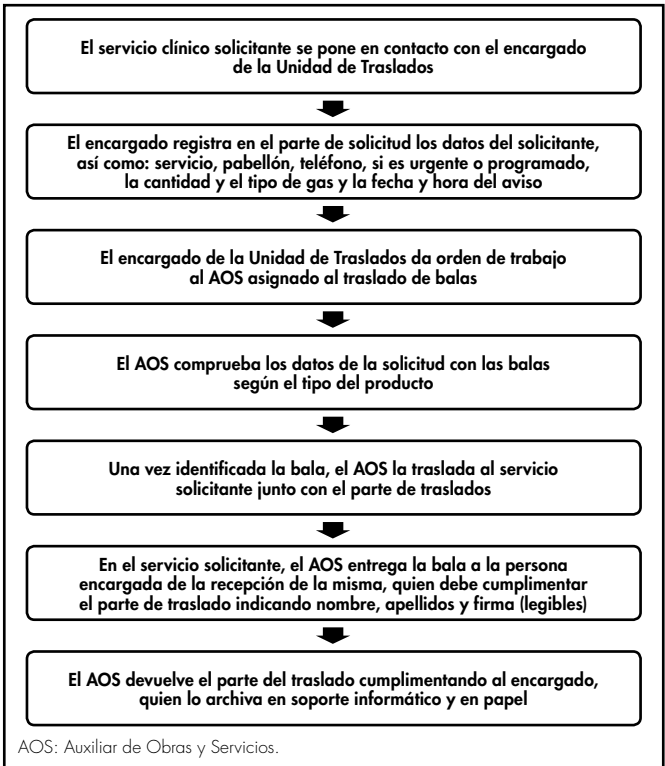 El servicio clínico solicitante se pone en contacto con el encargado
de la Unidad de Traslados
El encargado registra en el parte de solicitud los datos del solicitante,
así como: servicio, pabellón, teléfono, si es urgente o programado,
la cantidad y el tipo de gas y la fecha y hora del aviso
El encargado de la Unidad de Traslados da orden de trabajo
al AOS asignado al traslado de balas
El AOS comprueba los datos de la solicitud con las balas
según el tipo del producto
Una vez identificada la bala, el AOS la traslada al servicio
solicitante junto con el parte de traslados
En el servicio solicitante, el AOS entrega la bala a la persona
encargada de la recepción de la misma, quien debe cumplimentar
el parte de traslado indicando nombre, apellidos y firma (legibles)
El AOS devuelve el parte del traslado cumplimentando al encargado,
quien lo archiva en soporte informático y en papel
AOS: Auxiliar de Obras y Servicios.